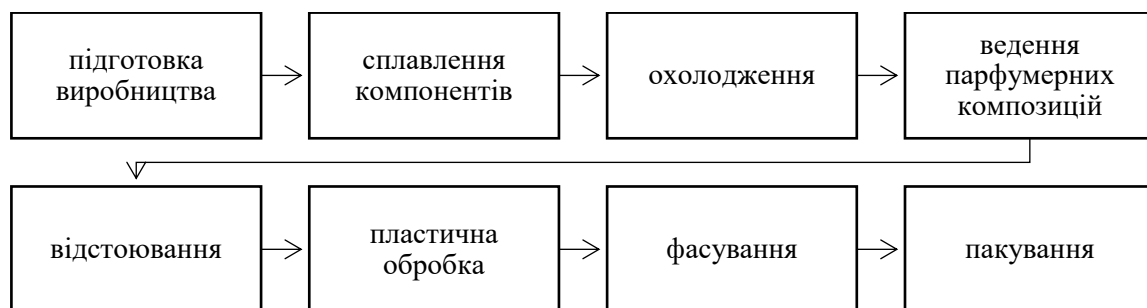 підготовка
виробництва
сплавлення
компонентів
охолодження
ведення
парфумерних
композицій
відстоювання
пластична
обробка
фасування
пакування